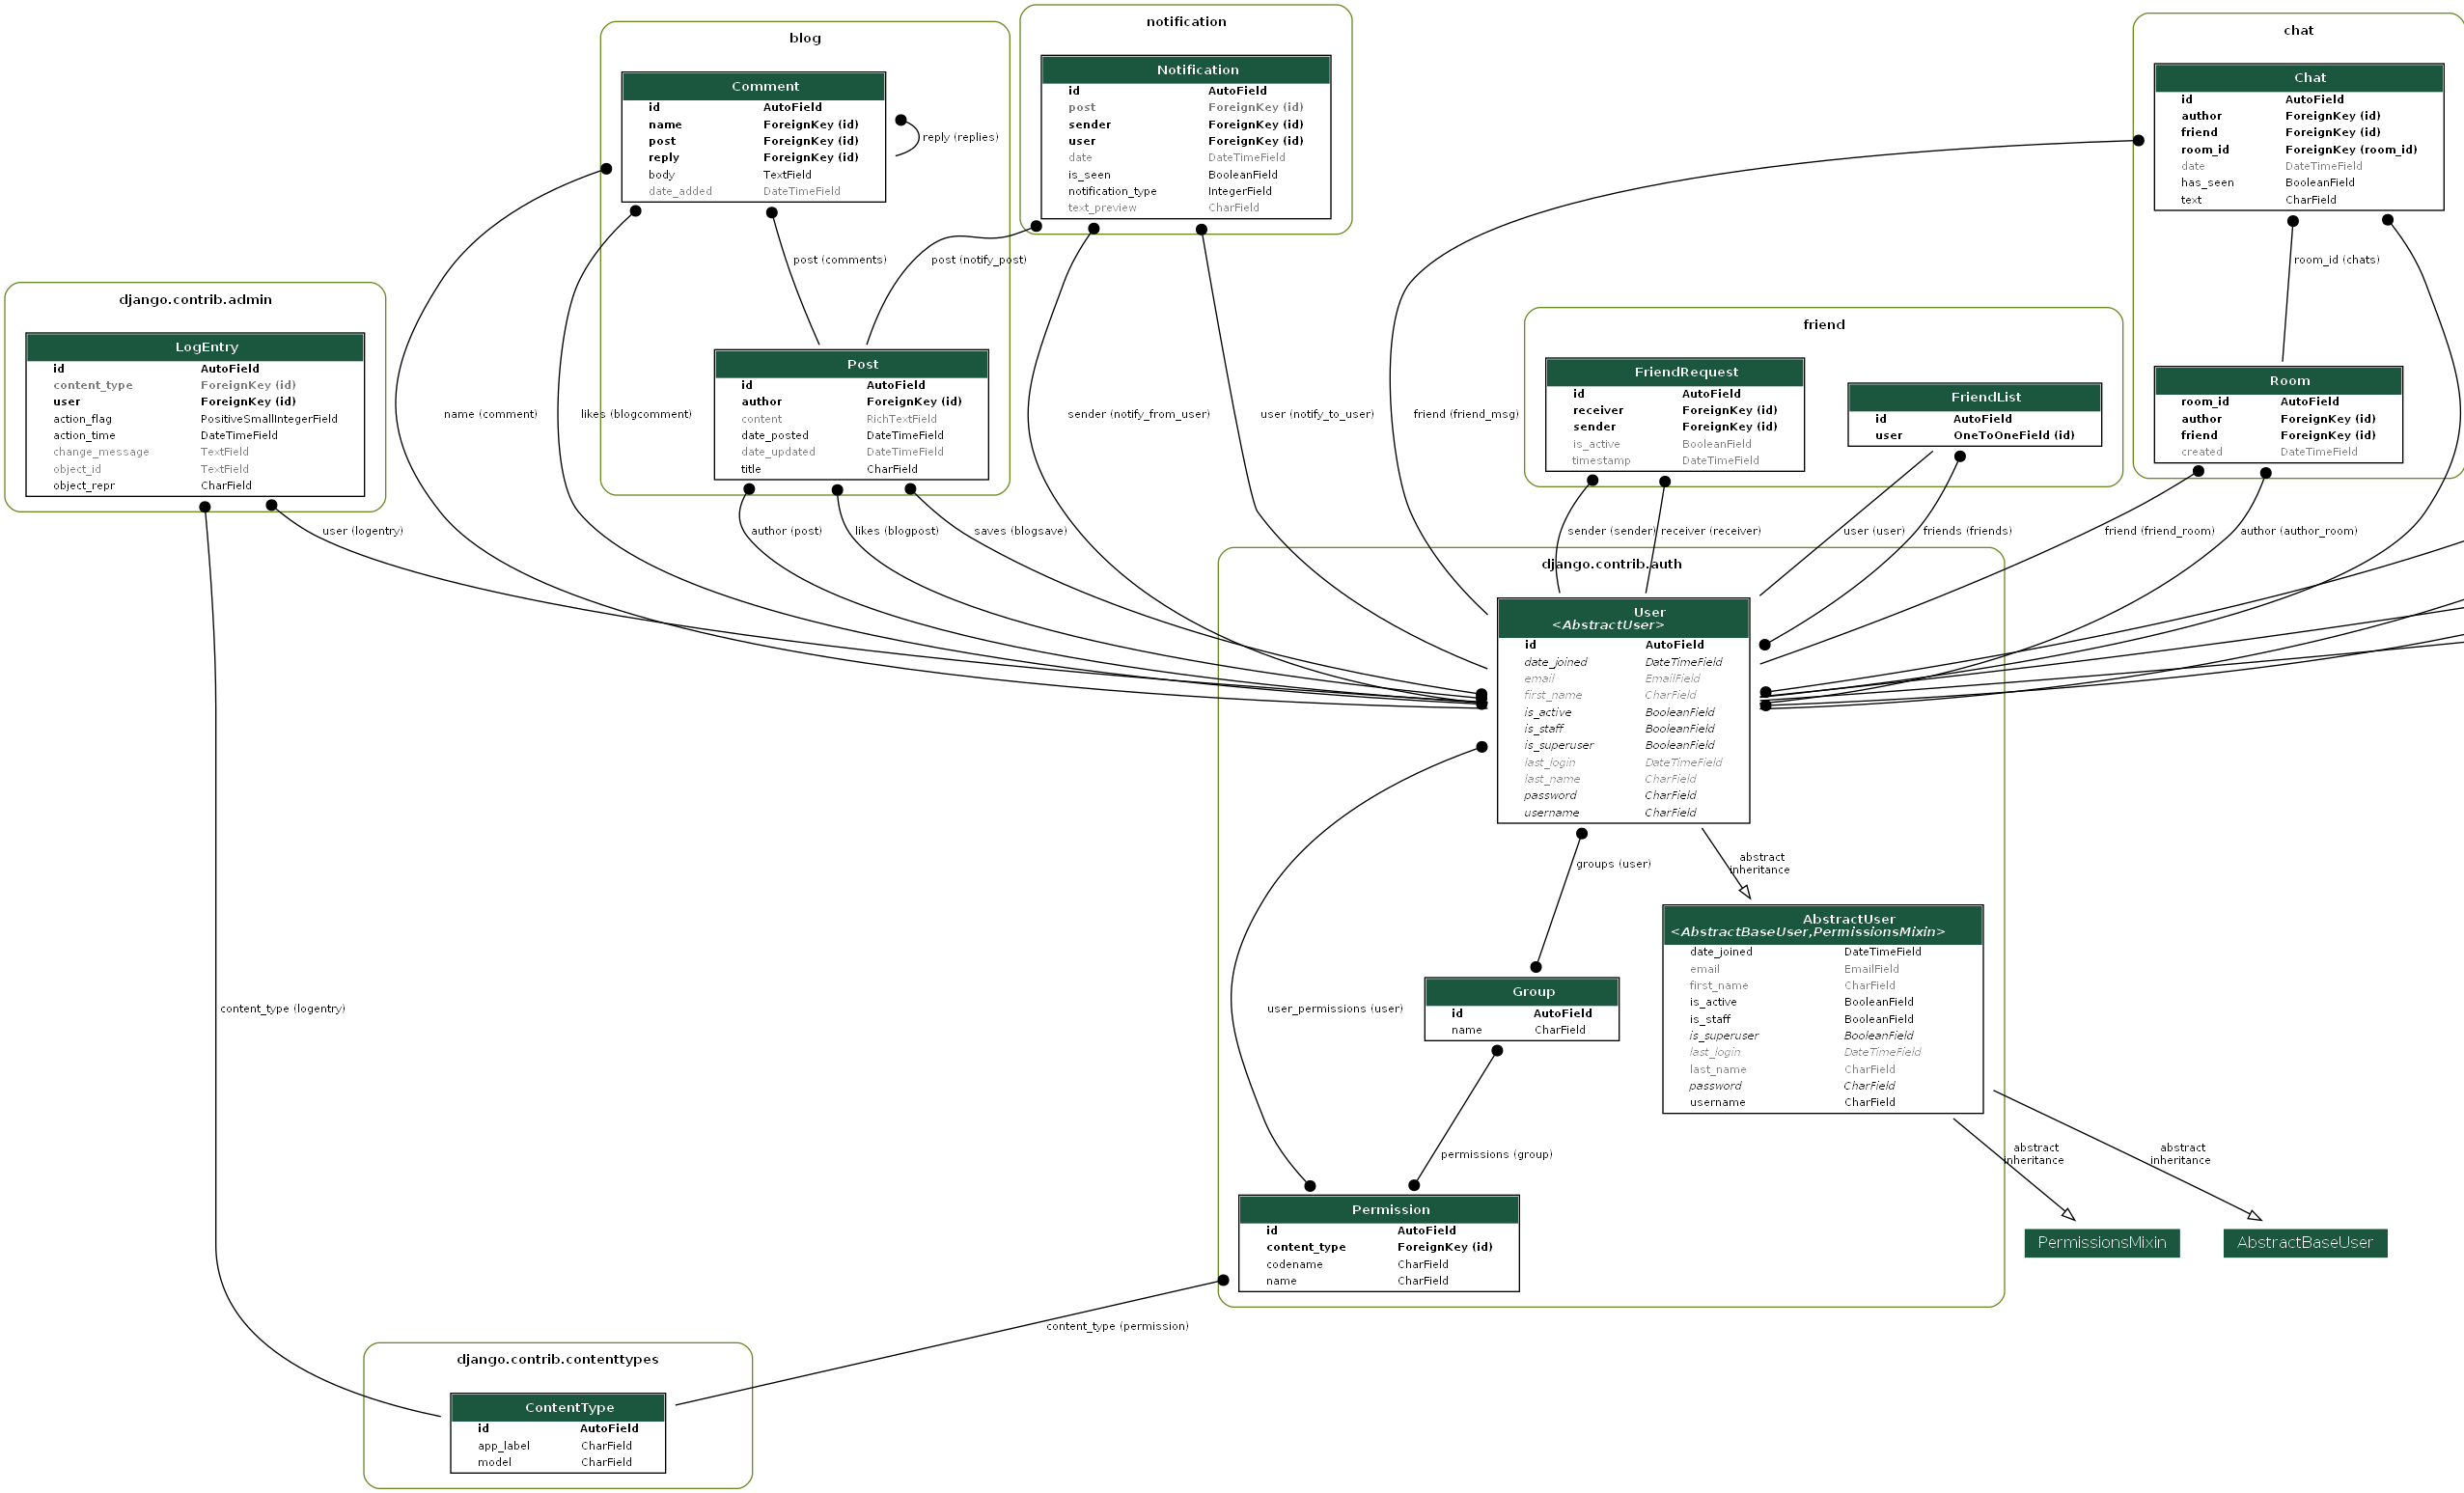 notification
blog
chat
Notification
id AutoField
post ForeignKey (id)
sender ForeignKey (id)
user ForeignKey (id)
date DateTimeField
is_seen BooleanField
notification_type IntegerField
text_preview CharField
Comment
id AutoField
name ForeignKey (id)
post ForeignKey (id)
reply ForeignKey (id)
body TextField
date_added DateTimeField
reply (replies)
Chat
id AutoField
author ForeignKey (id)
friend ForeignKey (id)
room_id ForeignKey (room_id)
date DateTimeField
has_seen BooleanField
text CharField
post (comments)
post (notify_post)
room_id (chats)
django.contrib.admin
LogEntry
id AutoField
content_type ForeignKey (id)
user ForeignKey (id)
action_flag PositiveSmallIntegerField
action_time DateTimeField
change_message TextField
object_id TextField
object_repr CharField
Post
id AutoField
author ForeignKey (id)
content RichTextField
date_posted DateTimeField
date_updated DateTimeField
title CharField
name (comment)
likes (blogcomment)
sender (notify_from_user)
user (notify_to_user)
friend (friend_msg)
friend
FriendRequest
id AutoField
receiver ForeignKey (id)
sender ForeignKey (id)
is_active BooleanField
timestamp DateTimeField
FriendList
id AutoField
user OneToOneField (id)
Room
room_id AutoField
author ForeignKey (id)
friend ForeignKey (id)
created DateTimeField
user (logentry)
author (post)
likes (blogpost)
saves (blogsave)
sender (sender)
receiver (receiver)
user (user)
friends (friends)
friend (friend_room)
author (author_room)
django.contrib.auth
User
<AbstractUser>
id AutoField
date_joined DateTimeField
email EmailField
first_name CharField
is_active BooleanField
is_staff BooleanField
is_superuser BooleanField
last_login DateTimeField
last_name CharField
password CharField
username CharField
groups (user)
abstract
inheritance
AbstractUser
<AbstractBaseUser,PermissionsMixin>
date_joined DateTimeField
email EmailField
first_name CharField
is_active BooleanField
is_staff BooleanField
is_superuser BooleanField
last_login DateTimeField
last_name CharField
password CharField
username CharField
content_type (logentry)
user_permissions (user)
Group
id AutoField
name CharField
permissions (group)
abstract
inheritance
abstract
inheritance
Permission
id AutoField
content_type ForeignKey (id)
codename CharField
name CharField
PermissionsMixin
AbstractBaseUser
content_type (permission)
django.contrib.contenttypes
ContentType
id AutoField
app_label CharField
model CharField